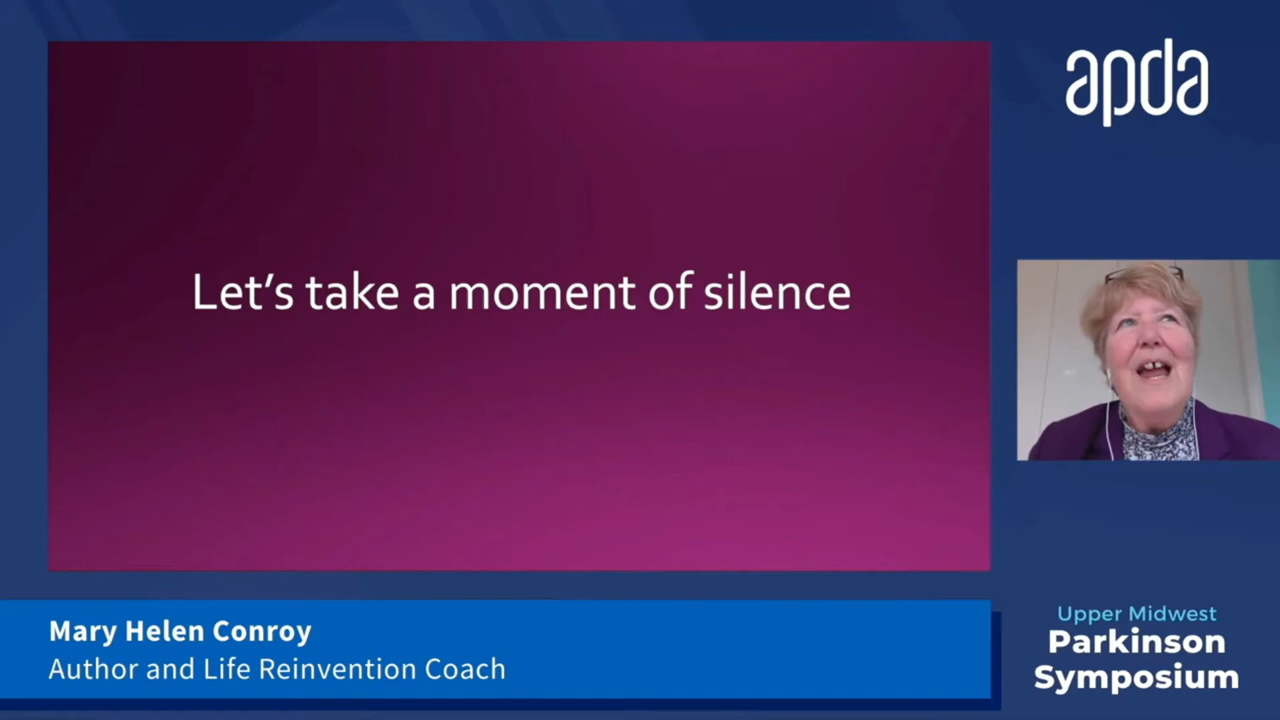 apda
Let's take a moment of silence
Mary Helen Conroy
Author and Life Reinvention Coach
Upper Midwest
Parkinson
Symposium